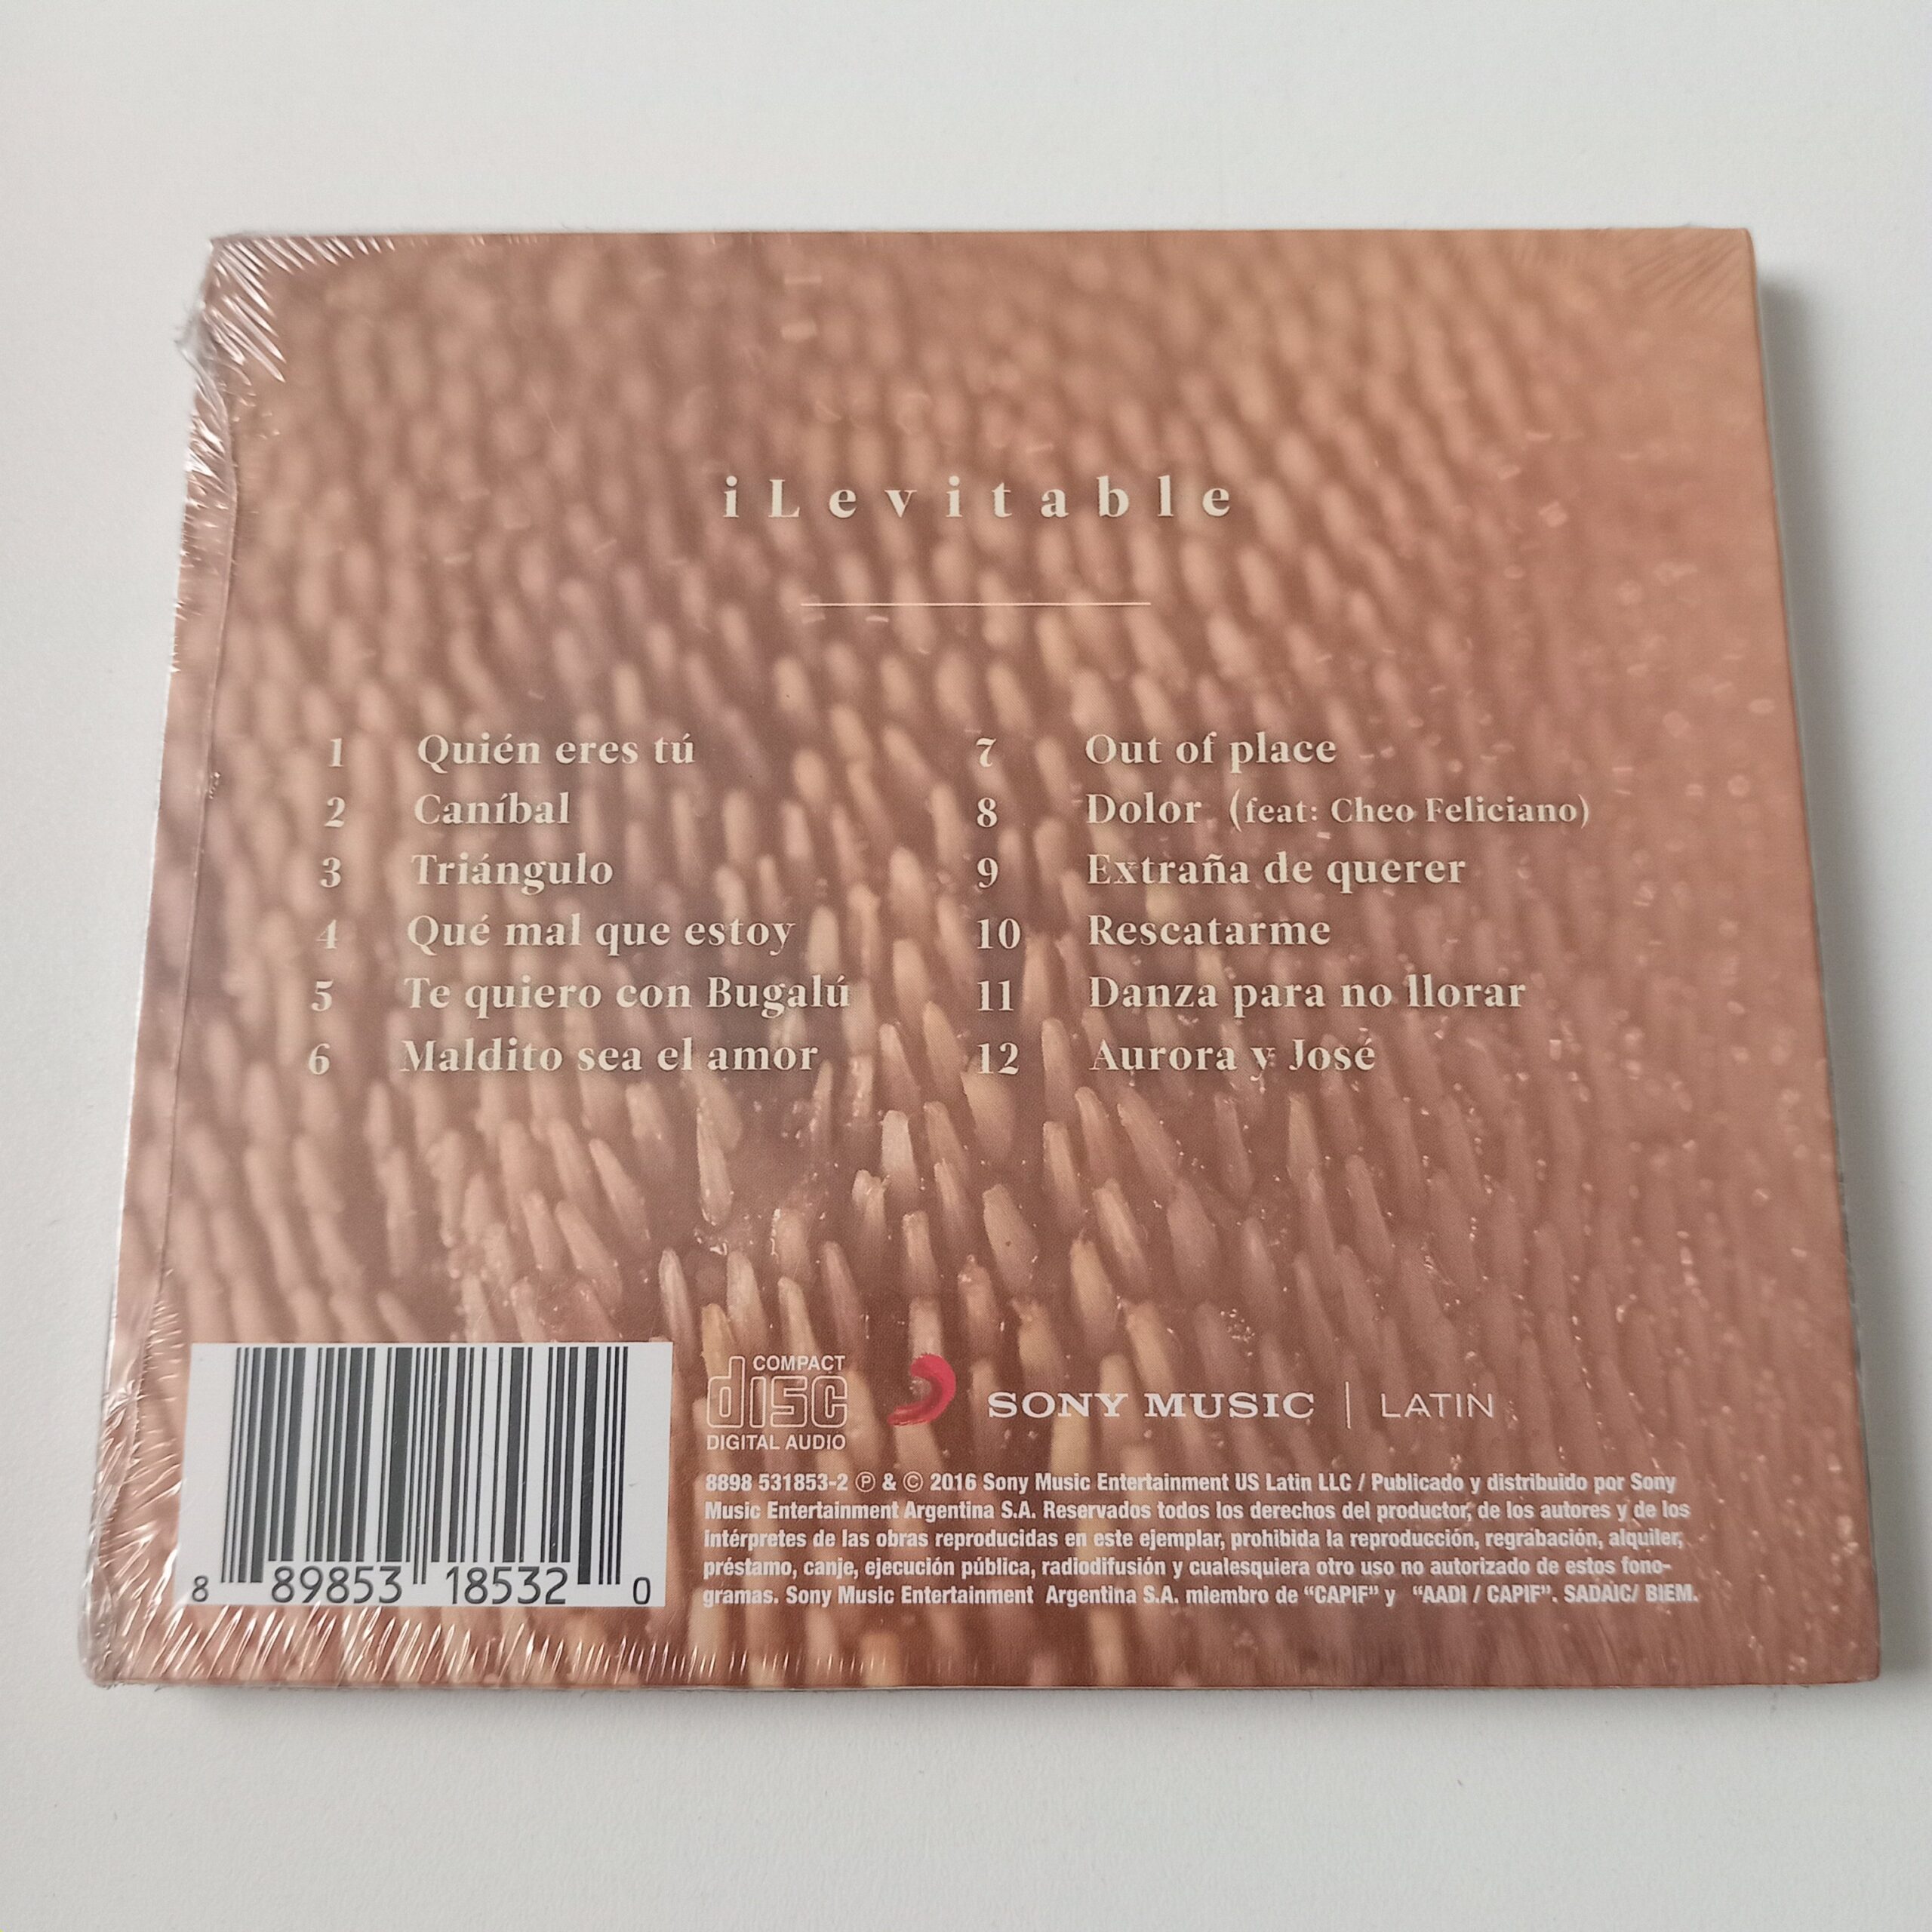 iLevitable
1 Quién eres tú
2 Caníbal
3 Triángulo
4 Qué mal que estoy
5 Te quiero con Bugalú
6 Maldito sea el amor
7 Out of place
8 Dolor (feat: Cheo Feliciano)
9 Extraña de querer
10 Rescatarme
11 Danza para no llorar
12 Aurora y José
8 89853 18532 0
COMPACT
disc
DIGITAL AUDIO
SONY MUSIC | LATIN
8898 531853-2 ℗ & © 2016 Sony Music Entertainment US Latin LLC / Publicado y distribuido por Sony
Music Entertainment Argentina S.A. Reservados todos los derechos del productor, de los autores y de los
intérpretes de las obras reproducidas en este ejemplar, prohibida la reproducción, regrabación, alquiler,
préstamo, canje, ejecución pública, radiodifusión y cualesquiera otro uso no autorizado de estos fono-
gramas. Sony Music Entertainment Argentina S.A. miembro de “CAPIF” y “AADI / CAPIF”. SADAIC/ BIEM.